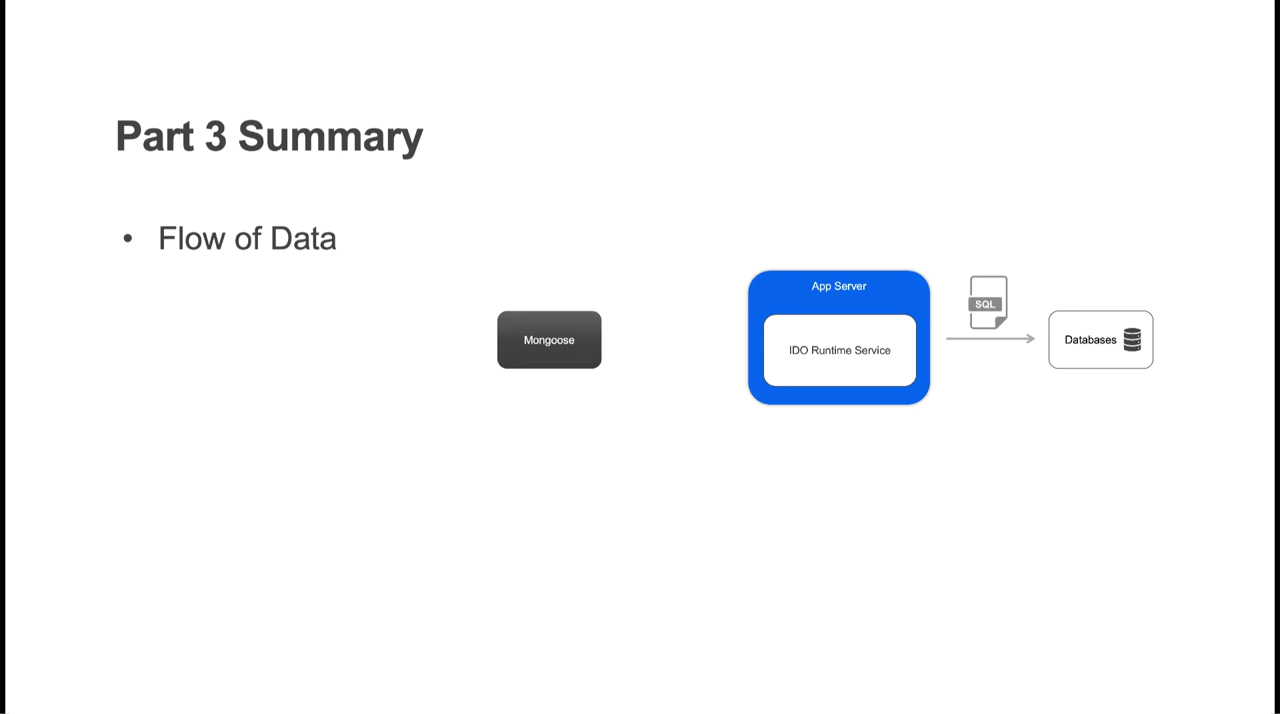 Part 3 Summary
• Flow of Data
App Server
SQL
Mongoose
IDO Runtime Service
Databases